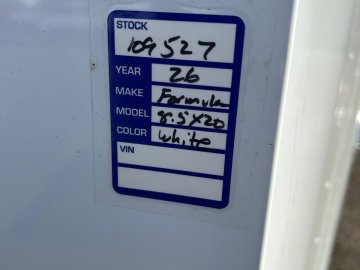 STOCK
109527
YEAR 26
MAKE Formula
MODEL 8.5X20
COLOR white
VIN